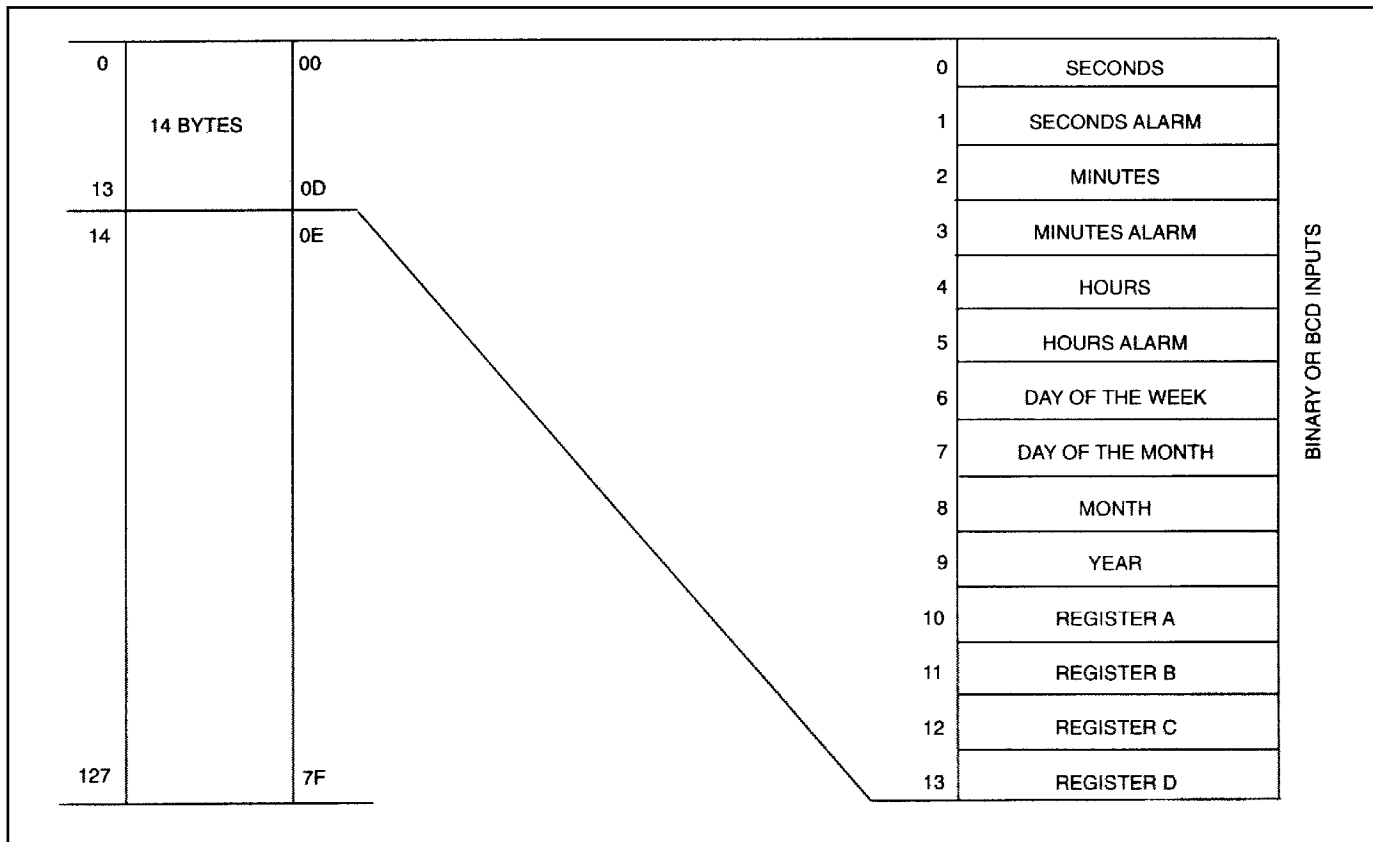 0 00
14 BYTES
13 0D
14 0E
127 7F
0 SECONDS
1 SECONDS ALARM
2 MINUTES
3 MINUTES ALARM
4 HOURS
5 HOURS ALARM
6 DAY OF THE WEEK
7 DAY OF THE MONTH
8 MONTH
9 YEAR
10 REGISTER A
11 REGISTER B
12 REGISTER C
13 REGISTER D
BINARY OR BCD INPUTS